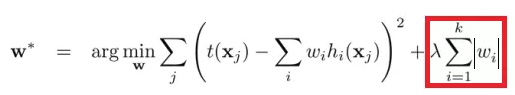 w* = arg min_w ∑_j ( t(x_j) − ∑_i w_i h_i(x_j) )² + λ ∑_{i=1}^{k} |w_i|